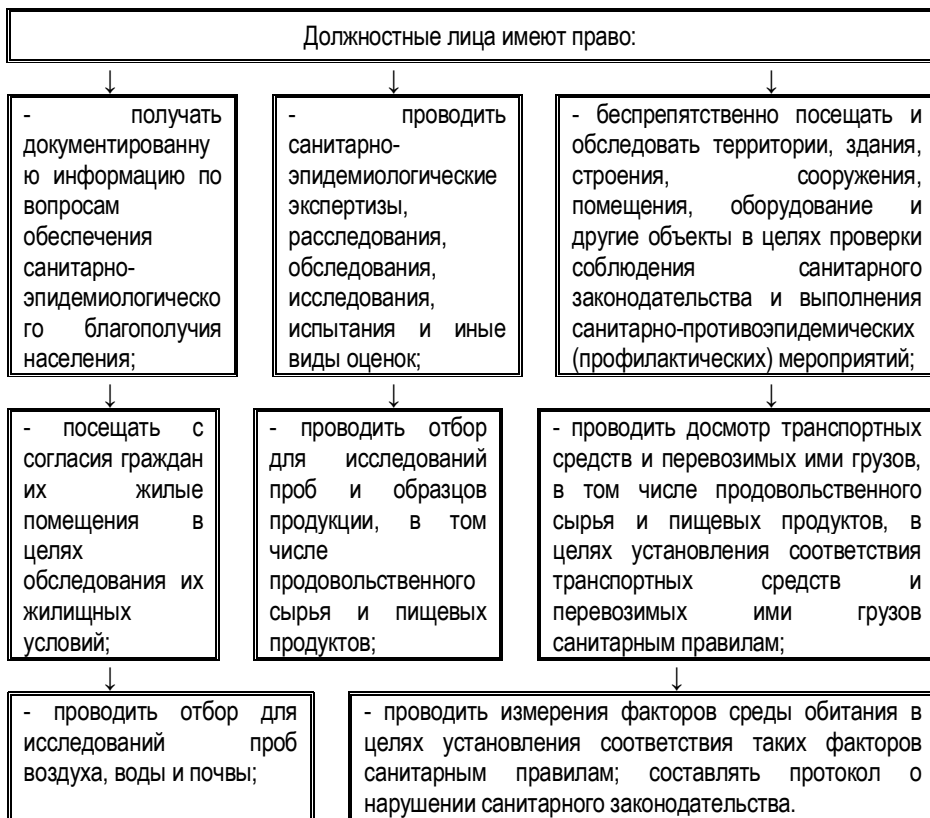 Должностные лица имеют право:
↓ ↓ ↓
- получать
документированну
ю информацию по
вопросам
обеспечения
санитарно-
эпидемиологическо
го благополучия
населения;
- проводить
санитарно-
эпидемиологические
экспертизы,
расследования,
обследования,
исследования,
испытания и иные
виды оценок;
- беспрепятственно посещать и
обследовать территории, здания,
строения, сооружения,
помещения, оборудование и
другие объекты в целях проверки
соблюдения санитарного
законодательства и выполнения
санитарно-противоэпидемических
(профилактических) мероприятий;
↓ ↓ ↓
- посещать с
согласия граждан
их жилые
помещения в
целях
обследования их
жилищных
условий;
- проводить отбор
для исследований
проб и образцов
продукции, в том
числе
продовольственного
сырья и пищевых
продуктов;
- проводить досмотр транспортных
средств и перевозимых ими грузов,
в том числе продовольственного
сырья и пищевых продуктов, в
целях установления соответствия
транспортных средств и
перевозимых ими грузов
санитарным правилам;
↓ ↓
- проводить отбор для
исследований проб
воздуха, воды и почвы;
- проводить измерения факторов среды обитания в
целях установления соответствия таких факторов
санитарным правилам; составлять протокол о
нарушении санитарного законодательства.